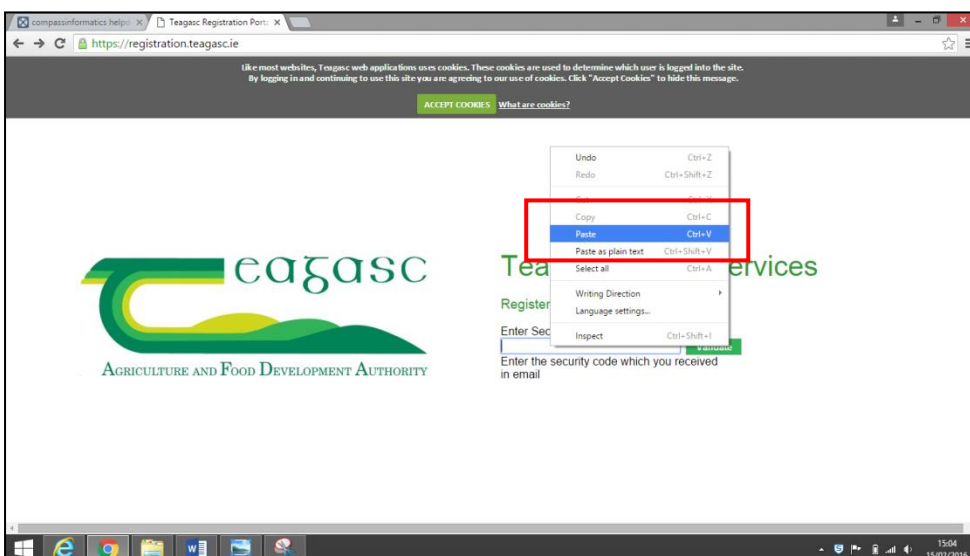 compassinformatics helpd
Teagasc Registration Porta
https://registration.teagasc.ie
Like most websites, Teagasc web applications uses cookies. These cookies are used to determine which user is logged into the site.
By logging in and continuing to use this site you are agreeing to our use of cookies. Click "Accept Cookies" to hide this message.
ACCEPT COOKIES What are cookies?
Undo Ctrl+Z
Redo Ctrl+Shift+Z
Copy Ctrl+C
Paste Ctrl+V
Paste as plain text Ctrl+Shift+V
Select all Ctrl+A
Writing Direction
Language settings...
Inspect Ctrl+Shift+I
eagasc
AGRICULTURE AND FOOD DEVELOPMENT AUTHORITY
Tea ervices
Register
Enter Sec
Validate
Enter the security code which you received
in email
15:04
15/02/2016